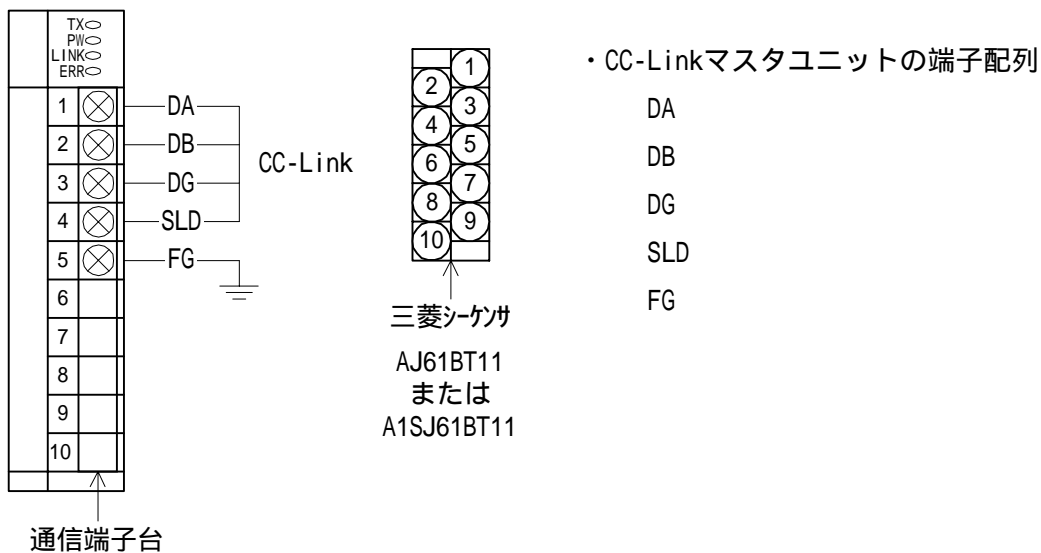 TX
PW
LINK
ERR
1 DA
2 DB
3 DG
4 SLD
5 FG
6
7
8
9
10
CC-Link
通信端子台
1
2
3
4
5
6
7
8
9
10
三菱シーケンサ
AJ61BT11
または
A1SJ61BT11
・CC-Linkマスタユニットの端子配列
DA
DB
DG
SLD
FG